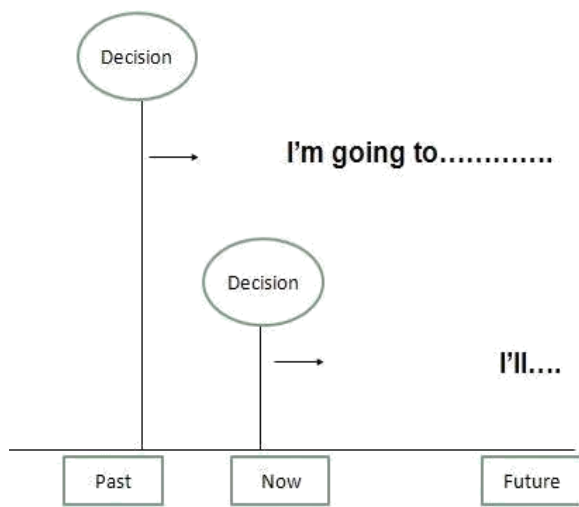 Decision
I'm going to.............
Decision
I'll....
Past
Now
Future